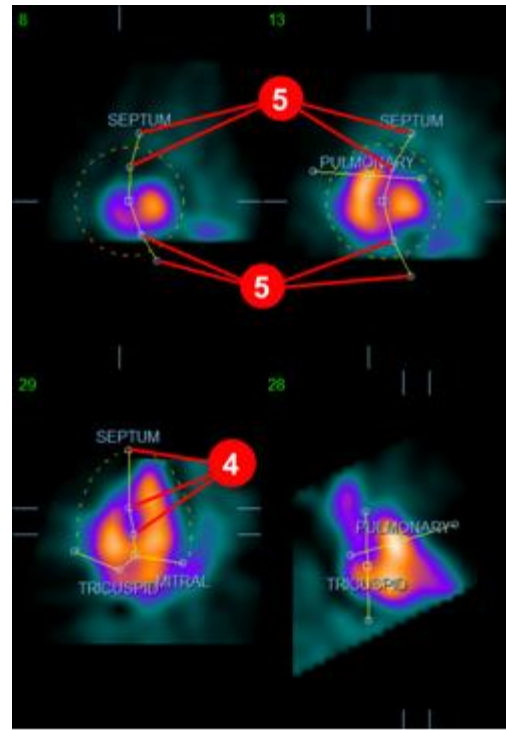 8
13
5
SEPTUM
SEPTUM
PULMONARY
5
29
28
SEPTUM
4
PULMONARY
TRICUSPID
MITRAL
TRICUSPID